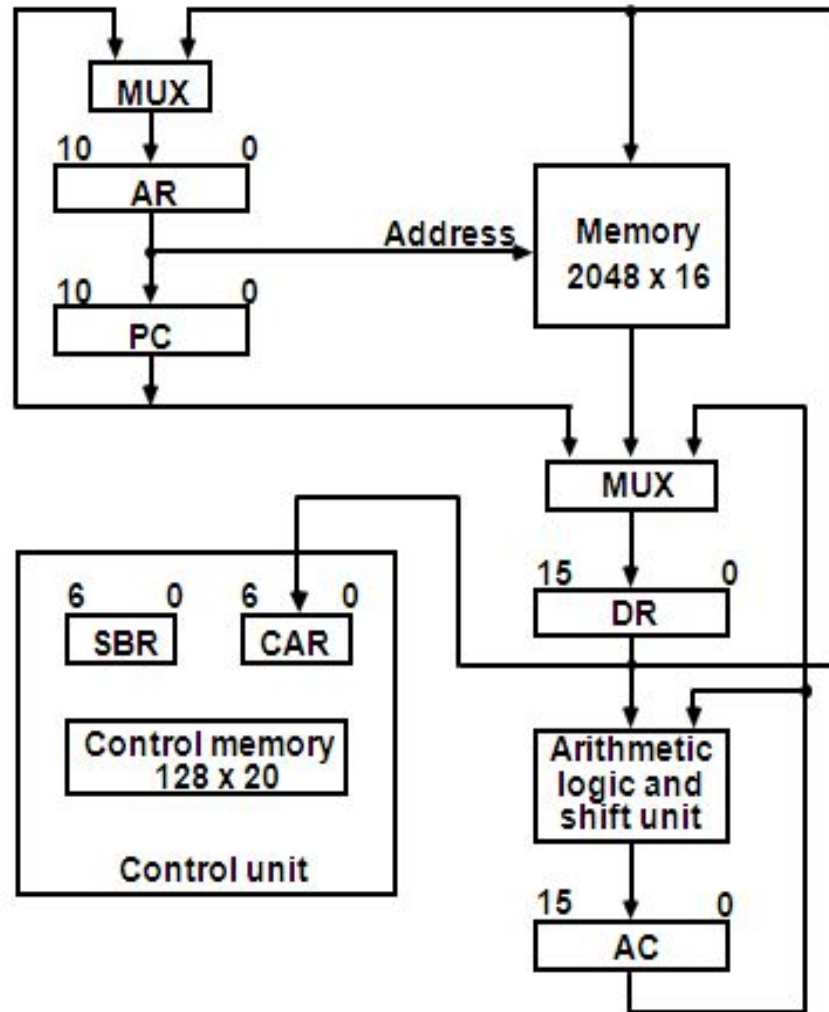 MUX
10 0
AR
Address
Memory
2048 x 16
10 0
PC
MUX
15 0
DR
6 0 6 0
SBR CAR
Control memory
128 x 20
Control unit
Arithmetic
logic and
shift unit
15 0
AC